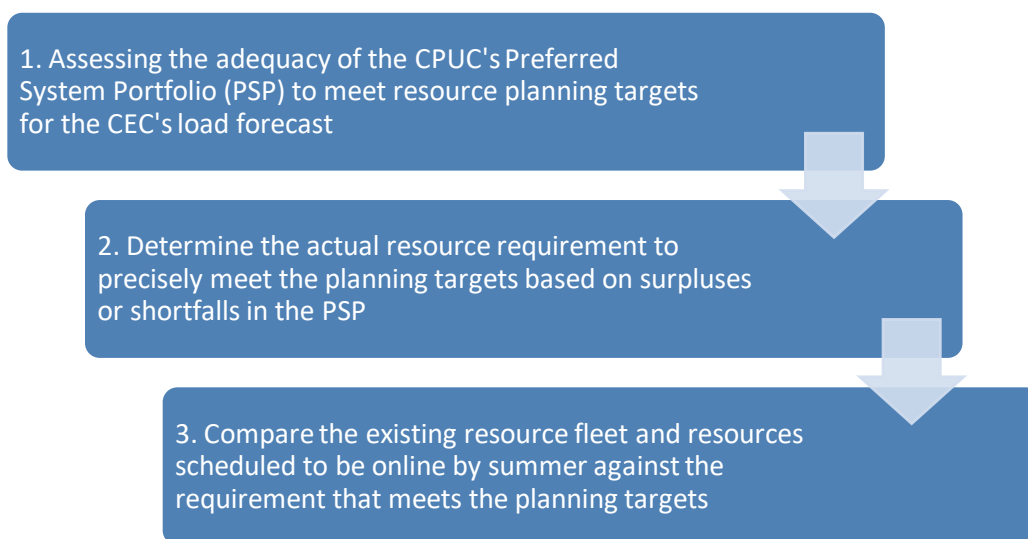 1. Assessing the adequacy of the CPUC's Preferred
System Portfolio (PSP) to meet resource planning targets
for the CEC's load forecast
2. Determine the actual resource requirement to
precisely meet the planning targets based on surpluses
or shortfalls in the PSP
3. Compare the existing resource fleet and resources
scheduled to be online by summer against the
requirement that meets the planning targets